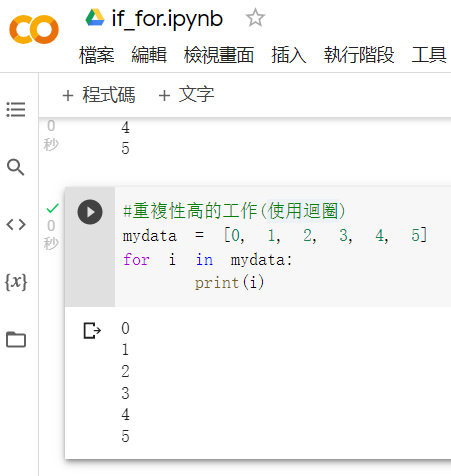 if_for.ipynb
檔案 編輯 檢視畫面 插入 執行階段 工具
+ 程式碼 + 文字
0
秒
4
5
0
秒
#重複性高的工作(使用迴圈)
mydata = [0, 1, 2, 3, 4, 5]
for i in mydata:
print(i)
{x}
0
1
2
3
4
5